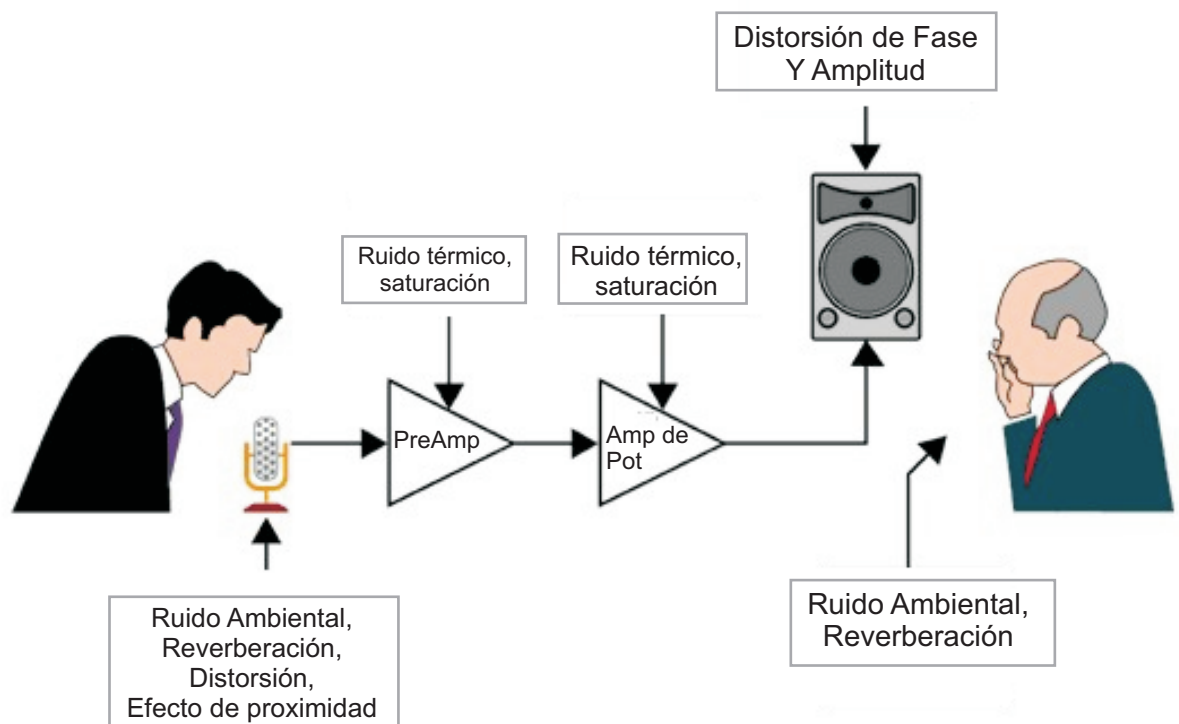 Distorsión de Fase
Y Amplitud
Ruido térmico,
saturación
Ruido térmico,
saturación
PreAmp
Amp de
Pot
Ruido Ambiental,
Reverberación,
Distorsión,
Efecto de proximidad
Ruido Ambiental,
Reverberación